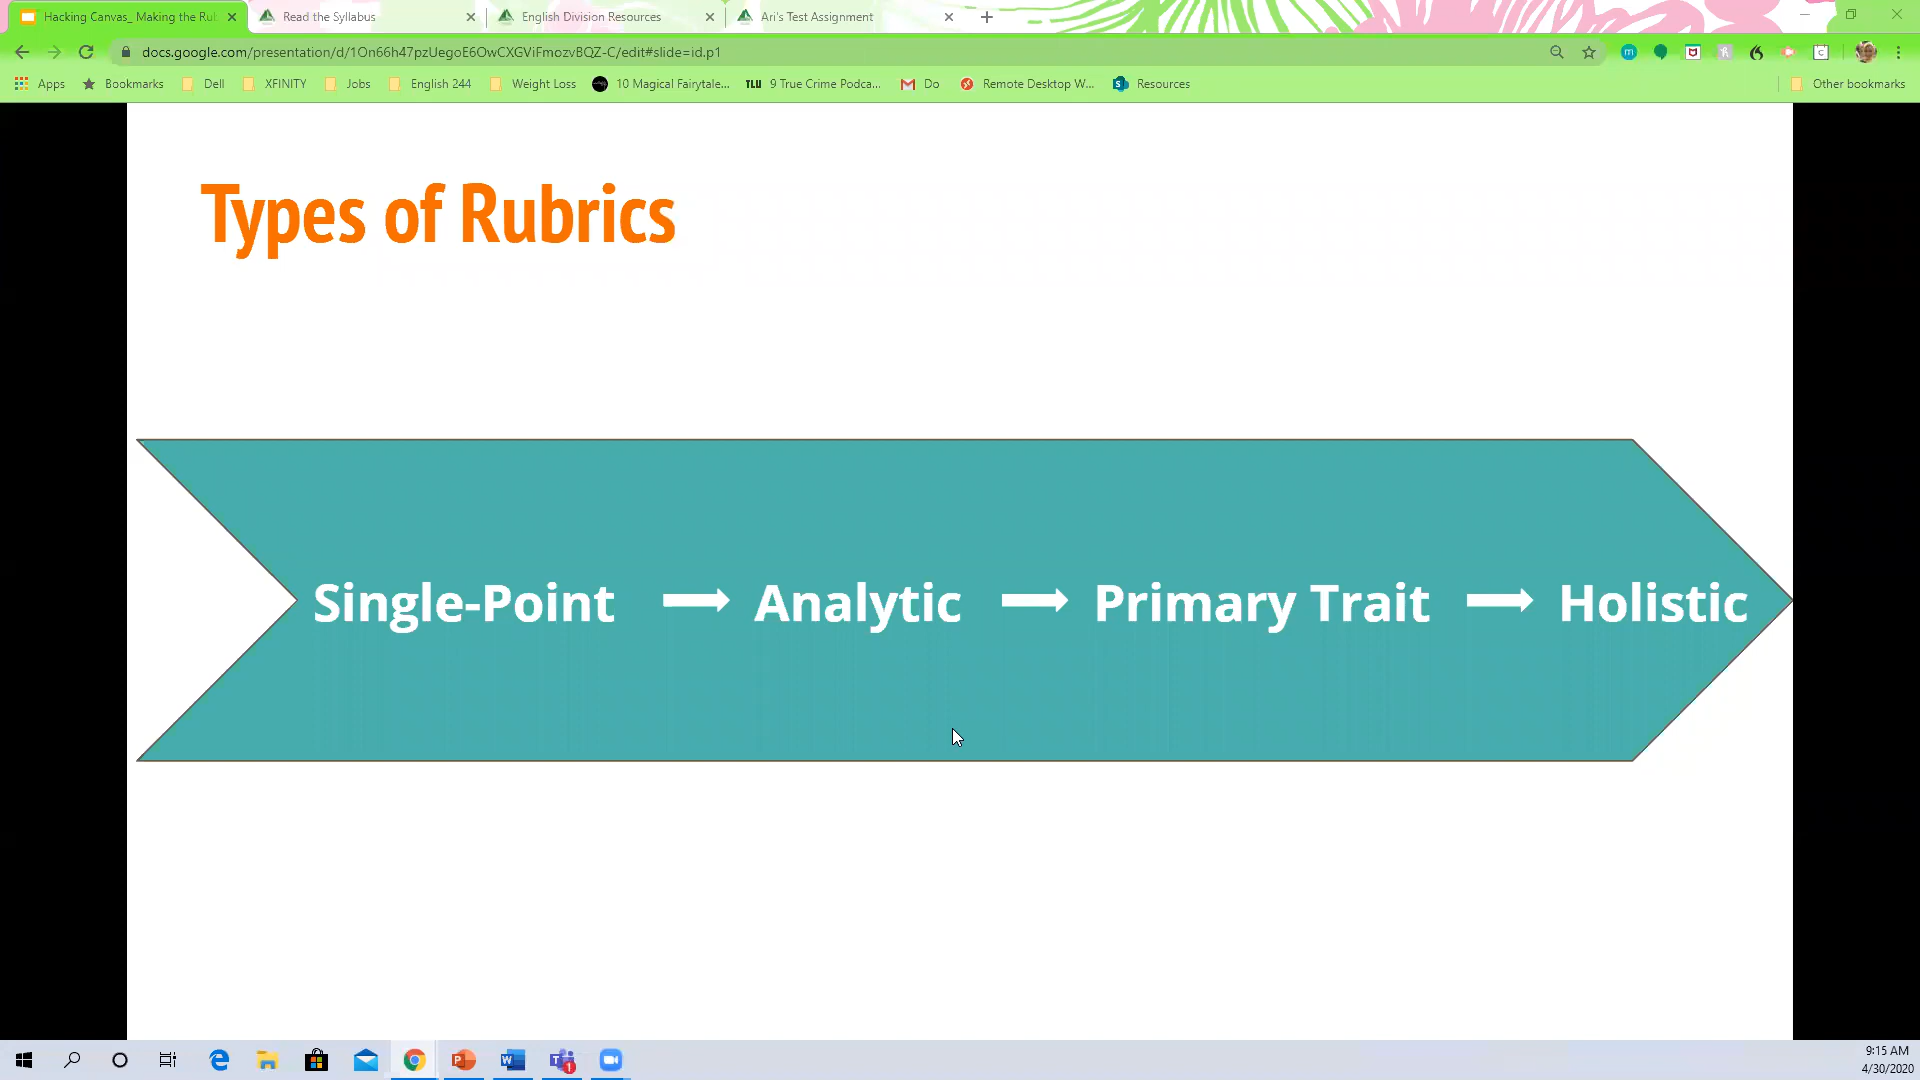 Hacking Canvas_ Making the Rub
Read the Syllabus
English Division Resources
Ari's Test Assignment
docs.google.com/presentation/d/1On66h47pzUegoE6OwCXGViFmozvBQZ-C/edit#slide=id.p1
Apps
Bookmarks
Dell
XFINITY
Jobs
English 244
Weight Loss
10 Magical Fairytale...
TLU
9 True Crime Podca...
Do
Remote Desktop W...
Resources
Other bookmarks
Types of Rubrics
Single-Point
Analytic
Primary Trait
Holistic
9:15 AM
4/30/2020